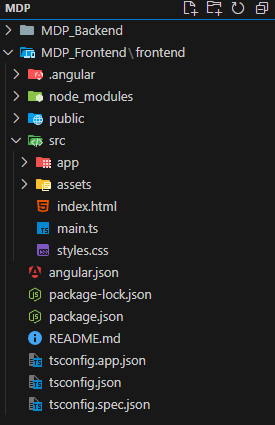 MDP
MDP_Backend
MDP_Frontend\frontend
.angular
node_modules
public
src
app
assets
index.html
main.ts
styles.css
angular.json
package-lock.json
package.json
README.md
tsconfig.app.json
tsconfig.json
tsconfig.spec.json